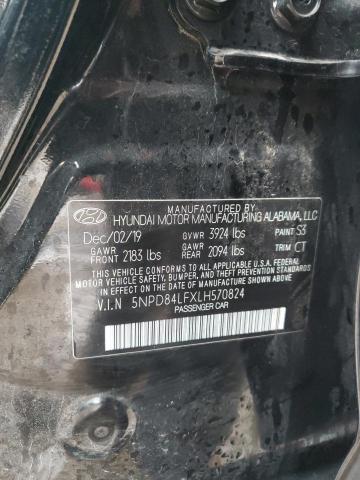 MANUFACTURED BY
HYUNDAI MOTOR MANUFACTURING ALABAMA, LLC
Dec/02/19 GVWR 3924 lbs PAINT S3
GAWR FRONT 2183 lbs GAWR REAR 2094 lbs TRIM CT
THIS VEHICLE CONFORMS TO ALL APPLICABLE U.S.A. FEDERAL
MOTOR VEHICLE SAFETY, BUMPER, AND THEFT PREVENTION
STANDARDS IN EFFECT ON THE DATE OF MANUFACTURE SHOWN ABOVE.
V.I.N 5NPD84LFXLH570824
PASSENGER CAR